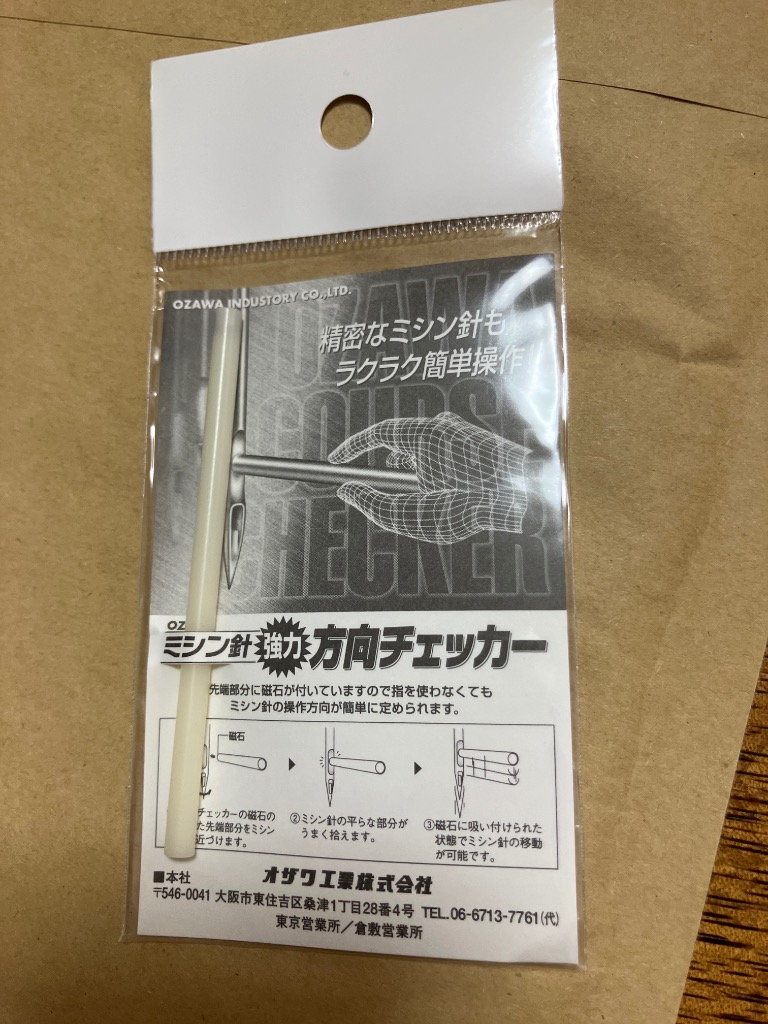 OZAWA INDUSTORY CO.,LTD.
精密なミシン針も
ラクラク簡単操作
OZAWA
COURSE
CHECKER
OZ
ミシン針 強力 方向チェッカー
先端部分に磁石が付いていますので指を使わなくても
ミシン針の操作方向が簡単に定められます。
磁石
チェッカーの磁石の
た先端部分をミシン
近づけます。
②ミシン針の平らな部分が
うまく拾えます。
③磁石に吸い付けられた
状態でミシン針の移動
が可能です。
オザワ工業株式会社
■本社
〒546-0041 大阪市東住吉区桑津1丁目28番4号 TEL.06-6713-7761(代)
東京営業所／倉敷営業所